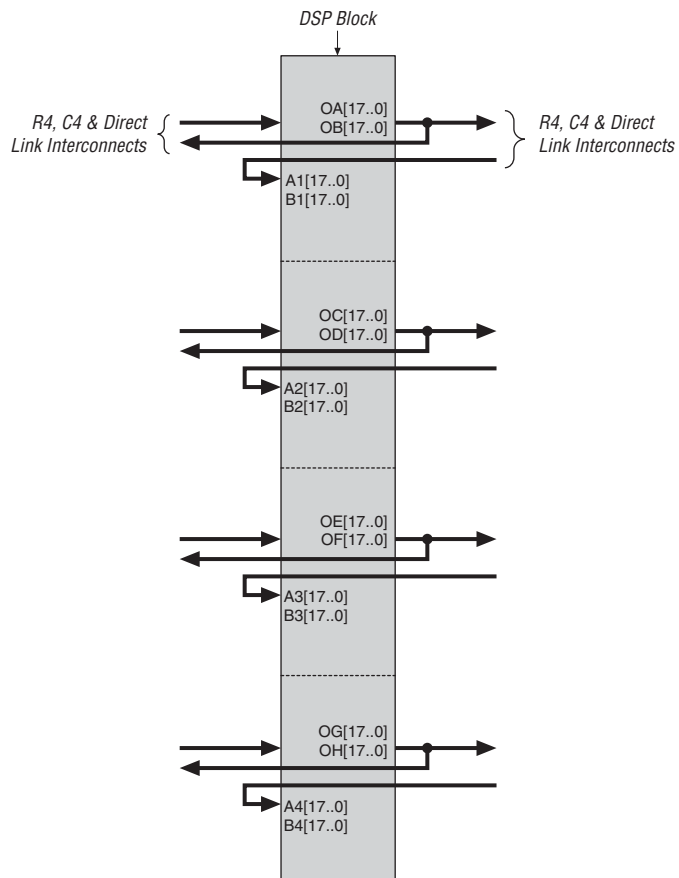 DSP Block
R4, C4 & Direct
Link Interconnects
OA[17..0]
OB[17..0]
R4, C4 & Direct
Link Interconnects
A1[17..0]
B1[17..0]
OC[17..0]
OD[17..0]
A2[17..0]
B2[17..0]
OE[17..0]
OF[17..0]
A3[17..0]
B3[17..0]
OG[17..0]
OH[17..0]
A4[17..0]
B4[17..0]